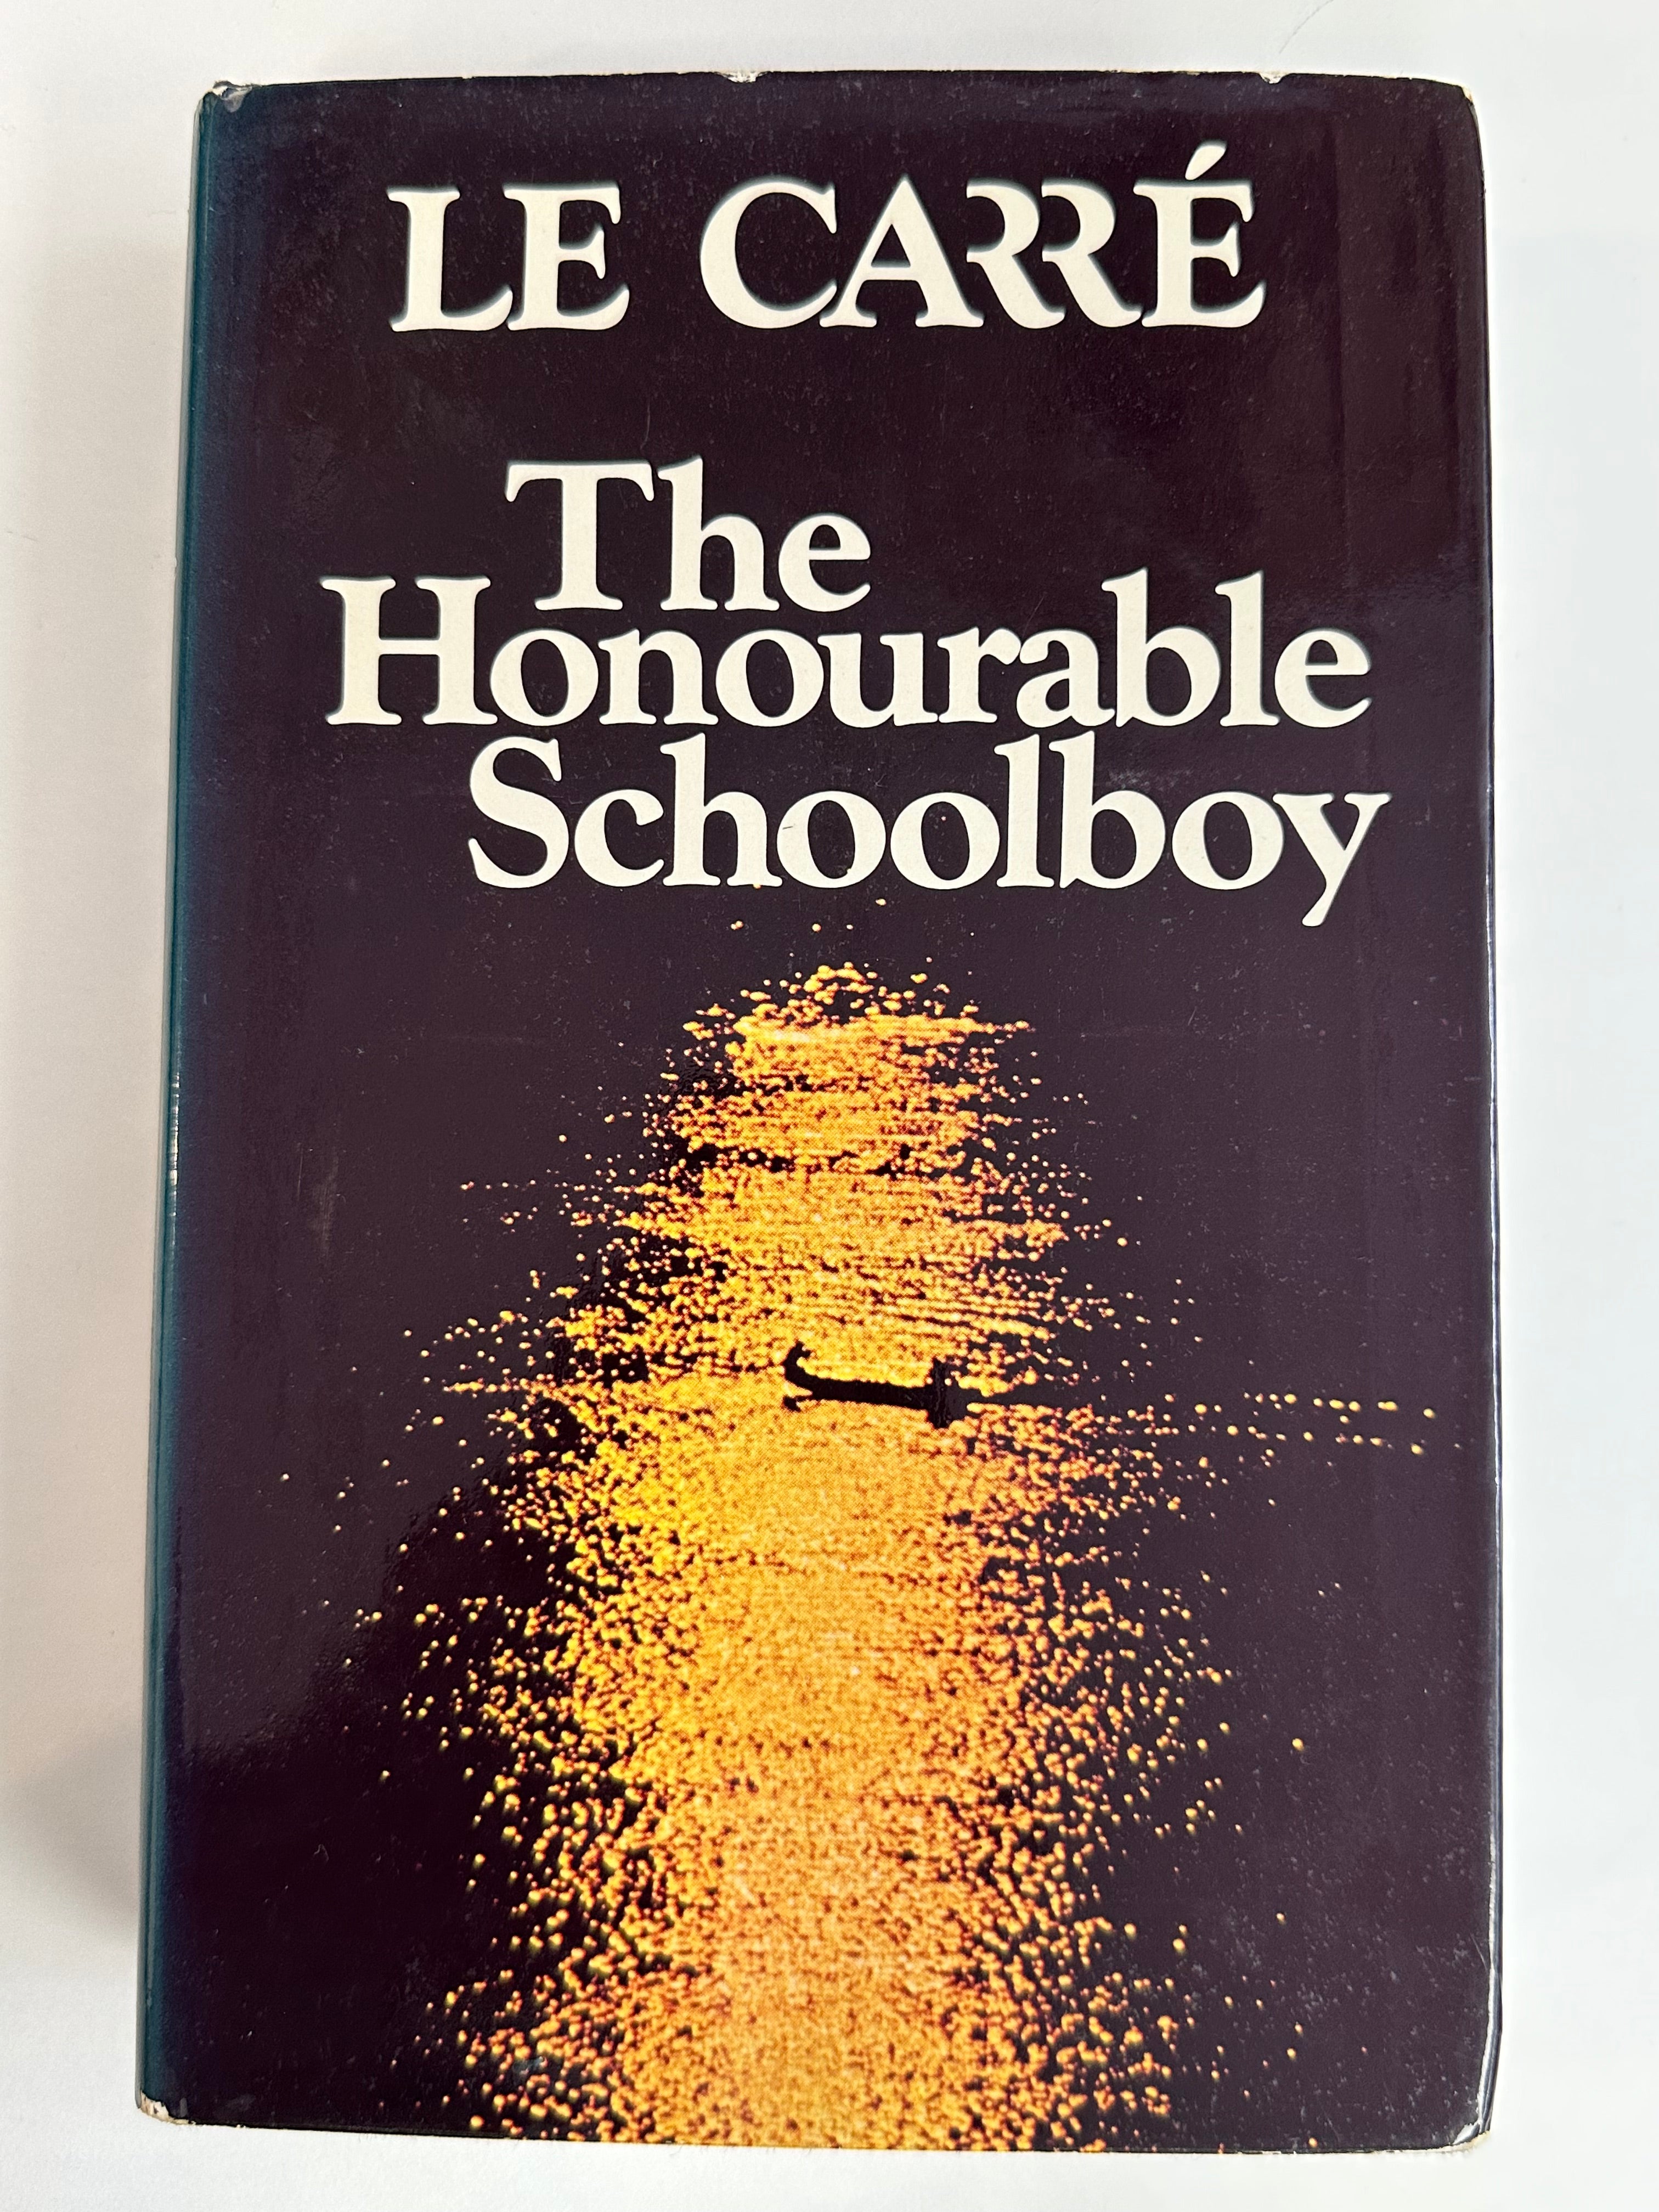 LE CARRÉ
The
Honourable
Schoolboy